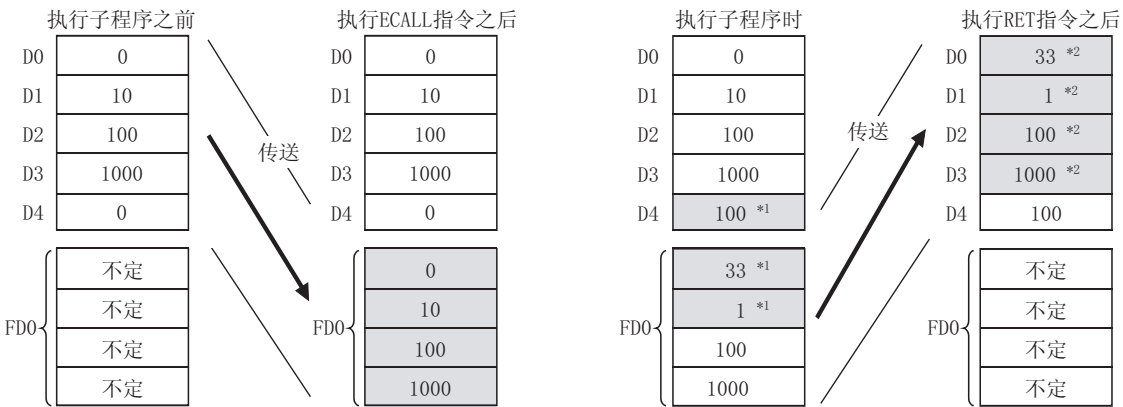 执行子程序之前 执行ECALL指令之后 执行子程序时 执行RET指令之后
D0 0 D0 0 D0 0 D0 33 *2
D1 10 D1 10 D1 10 D1 1 *2
D2 100 D2 100 D2 100 传送 D2 100 *2
传送
D3 1000 D3 1000 D3 1000 D3 1000 *2
D4 0 D4 0 D4 100 *1 D4 100
不定 0 33 *1 不定
不定 10 1 *1 不定
FD0 FD0 FD0 FD0
不定 100 100 不定
不定 1000 1000 不定